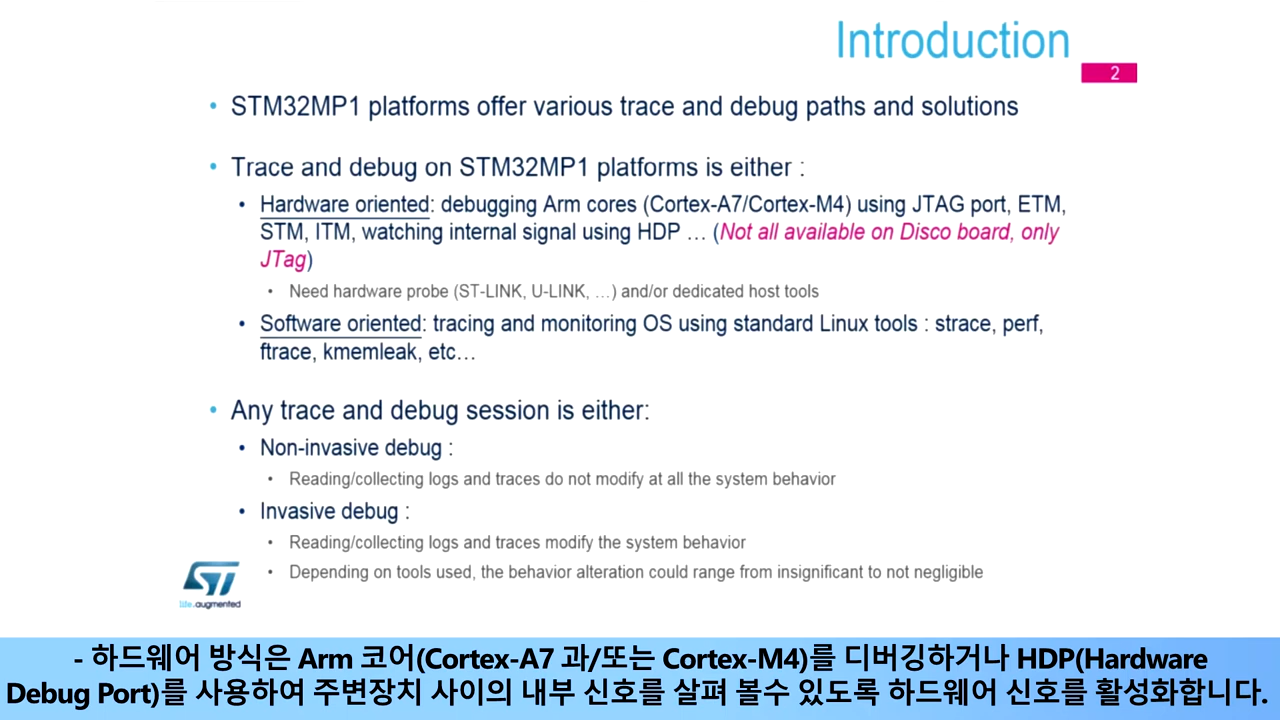 Introduction
2
• STM32MP1 platforms offer various trace and debug paths and solutions
• Trace and debug on STM32MP1 platforms is either :
• Hardware oriented: debugging Arm cores (Cortex-A7/Cortex-M4) using JTAG port, ETM,
STM, ITM, watching internal signal using HDP … (Not all available on Disco board, only
JTag)
• Need hardware probe (ST-LINK, U-LINK, …) and/or dedicated host tools
• Software oriented: tracing and monitoring OS using standard Linux tools : strace, perf,
ftrace, kmemleak, etc…
• Any trace and debug session is either:
• Non-invasive debug :
• Reading/collecting logs and traces do not modify at all the system behavior
• Invasive debug :
• Reading/collecting logs and traces modify the system behavior
• Depending on tools used, the behavior alteration could range from insignificant to not negligible
ST
life.augmented
- 하드웨어 방식은 Arm 코어(Cortex-A7 과/또는 Cortex-M4)를 디버깅하거나 HDP(Hardware
Debug Port)를 사용하여 주변장치 사이의 내부 신호를 살펴 볼수 있도록 하드웨어 신호를 활성화합니다.